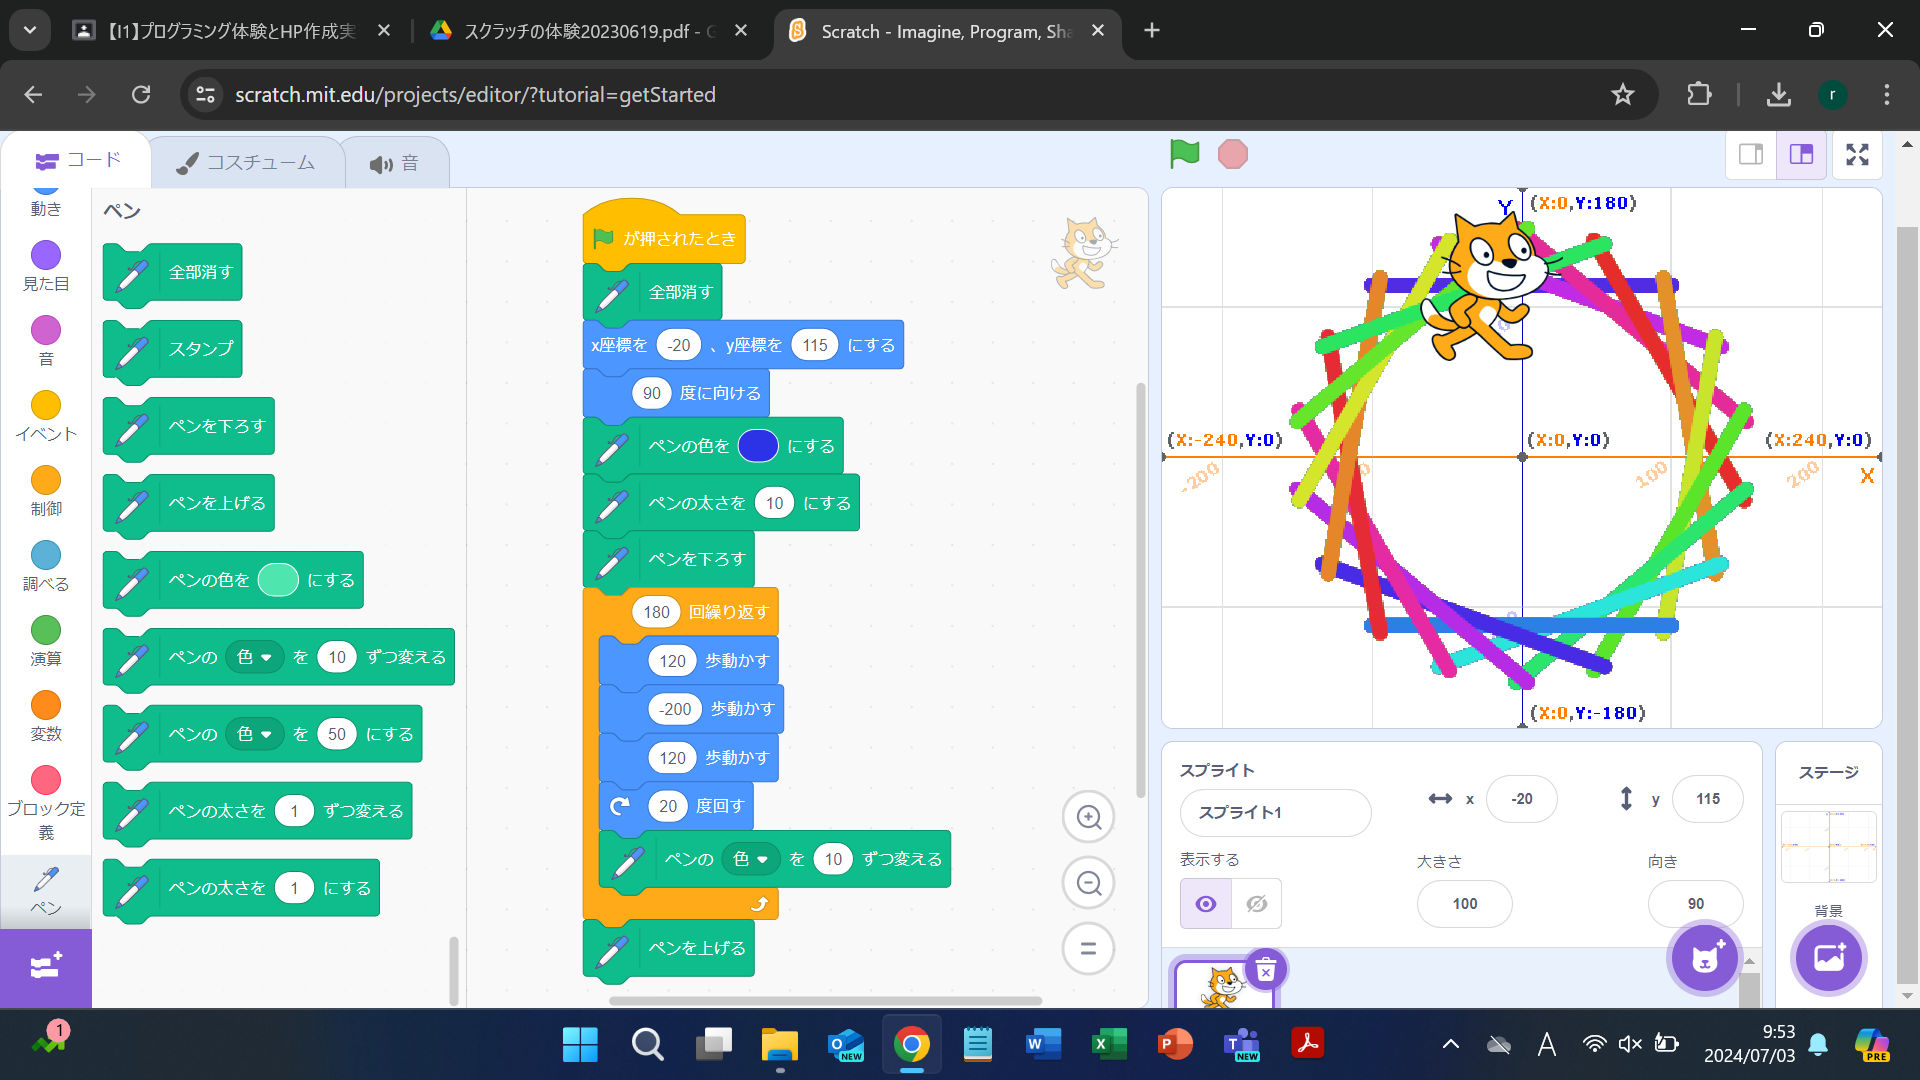 【I1】プログラミング体験とHP作成実
スクラッチの体験20230619.pdf - G
Scratch - Imagine, Program, Sha
scratch.mit.edu/projects/editor/?tutorial=getStarted
r
コード
コスチューム
音
動き
見た目
音
イベント
制御
調べる
演算
変数
ブロック定
義
ペン
ペン
全部消す
スタンプ
ペンを下ろす
ペンを上げる
ペンの色を にする
ペンの 色 を 10 ずつ変える
ペンの 色 を 50 にする
ペンの太さを 1 ずつ変える
ペンの太さを 1 にする
が押されたとき
全部消す
x座標を -20 、y座標を 115 にする
90 度に向ける
ペンの色を にする
ペンの太さを 10 にする
ペンを下ろす
180 回繰り返す
120 歩動かす
-200 歩動かす
120 歩動かす
20 度回す
ペンの 色 を 10 ずつ変える
ペンを上げる
Y (X:0,Y:180)
(X:-240,Y:0) (X:0,Y:0) (X:240,Y:0)
-200 100 200 X
(X:0,Y:-180)
スプライト
スプライト1
x -20 y 115
表示する 大きさ 向き
100 90
ステージ
背景
1
NEW
NEW
A
9:53
2024/07/03
PRE